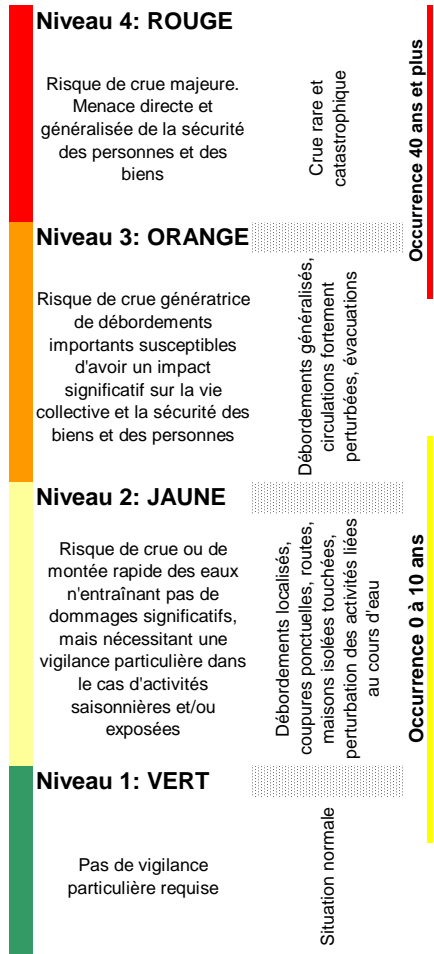 Niveau 4: ROUGE
Risque de crue majeure.
Menace directe et
généralisée de la sécurité
des personnes et des
biens
Crue rare et
catastrophique
Occurrence 40 ans et plus
Niveau 3: ORANGE
Risque de crue génératrice
de débordements
importants susceptibles
d'avoir un impact
significatif sur la vie
collective et la sécurité des
biens et des personnes
Débordements généralisés,
circulations fortement
perturbées, évacuations
Niveau 2: JAUNE
Risque de crue ou de
montée rapide des eaux
n'entraînant pas de
dommages significatifs,
mais nécessitant une
vigilance particulière dans
le cas d'activités
saisonnières et/ou
exposées
Débordements localisés,
coupures ponctuelles, routes,
maisons isolées touchées,
perturbation des activités liées
au cours d'eau
Occurrence 0 à 10 ans
Niveau 1: VERT
Pas de vigilance
particulière requise
Situation normale